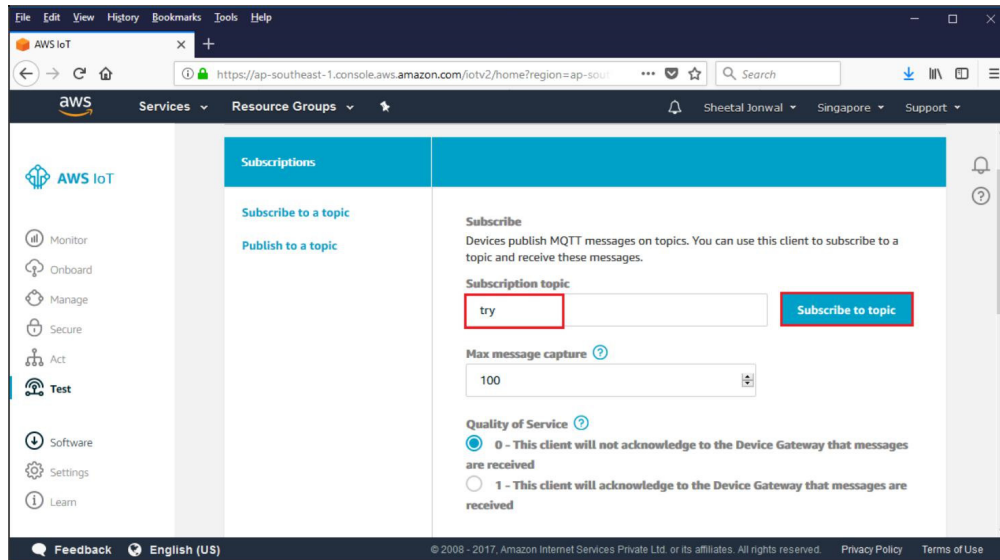 File Edit View History Bookmarks Tools Help
AWS IoT
https://ap-southeast-1.console.aws.amazon.com/iotv2/home?region=ap-sout
Search
aws Services Resource Groups Sheetal Jonwal Singapore Support
AWS IoT
Monitor
Onboard
Manage
Secure
Act
Test
Software
Settings
Learn
Subscriptions
Subscribe to a topic
Publish to a topic
Subscribe
Devices publish MQTT messages on topics. You can use this client to subscribe to a
topic and receive these messages.
Subscription topic
try
Subscribe to topic
Max message capture ?
100
Quality of Service ?
0 - This client will not acknowledge to the Device Gateway that messages
are received
1 - This client will acknowledge to the Device Gateway that messages are
received
Feedback English (US) © 2008 - 2017, Amazon Internet Services Private Ltd. or its affiliates. All rights reserved. Privacy Policy Terms of Use